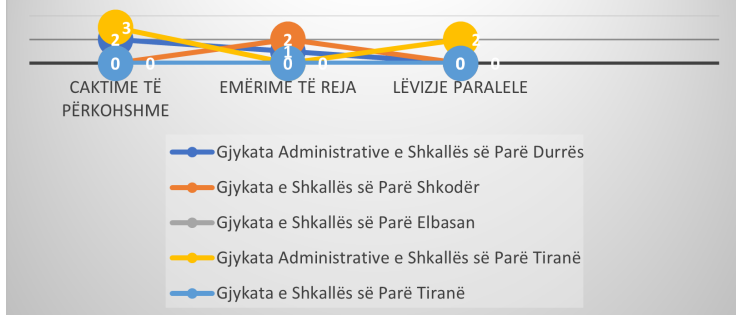 3
2 2 2
1
0 0 0 0 0 0
CAKTIME TË EMËRIME TË REJA LËVIZJE PARALELE
PËRKOHSHME
Gjykata Administrative e Shkallës së Parë Durrës
Gjykata e Shkallës së Parë Shkodër
Gjykata e Shkallës së Parë Elbasan
Gjykata Administrative e Shkallës së Parë Tiranë
Gjykata e Shkallës së Parë Tiranë